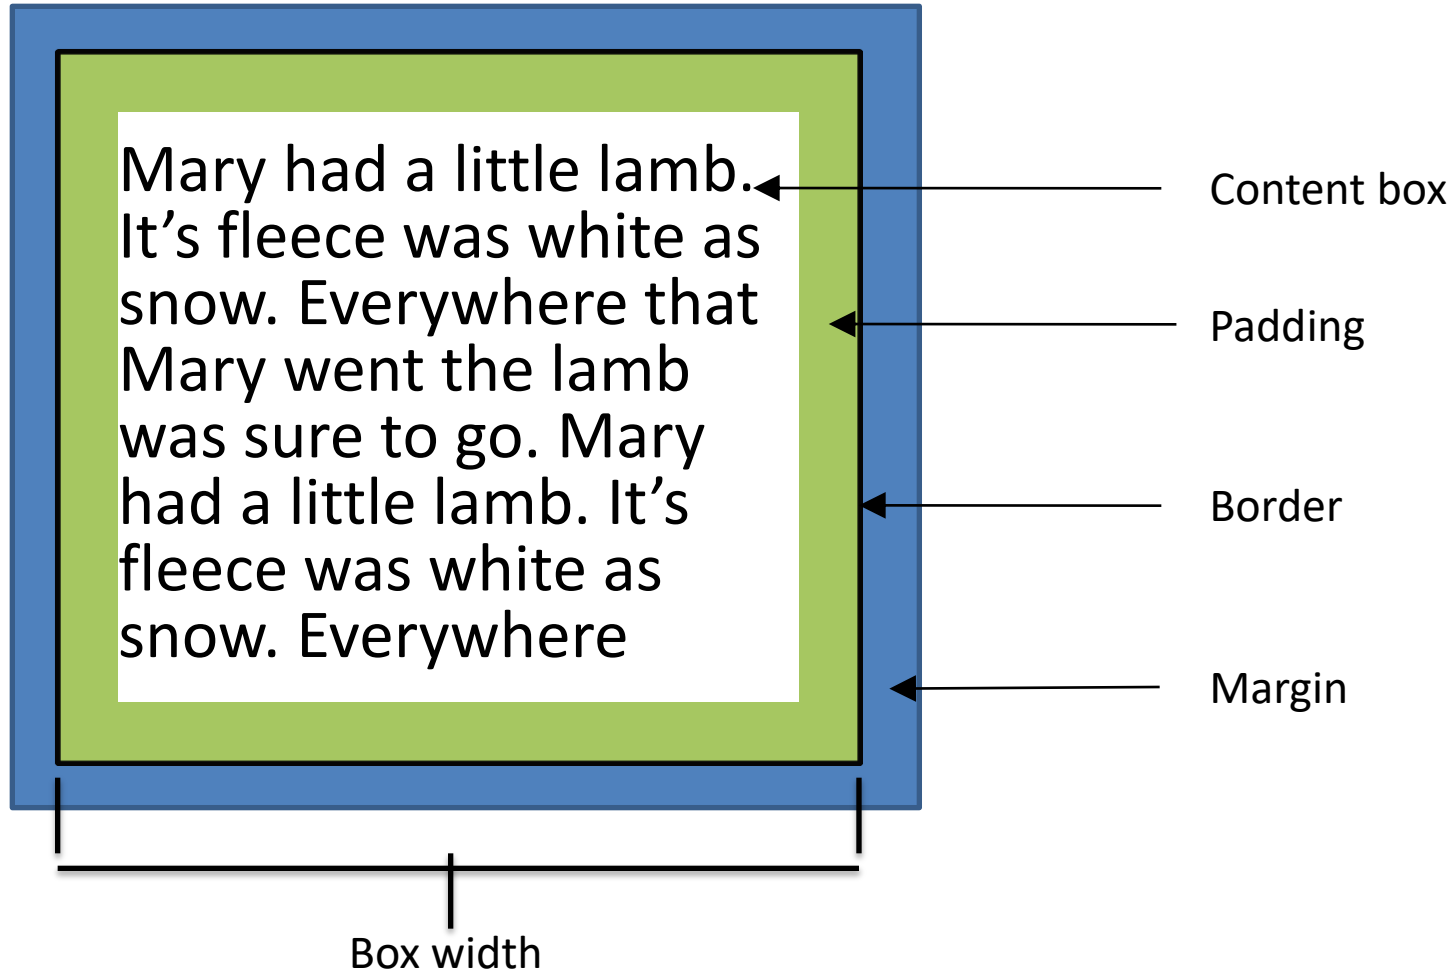 Mary had a little lamb.
It’s fleece was white as
snow. Everywhere that
Mary went the lamb
was sure to go. Mary
had a little lamb. It’s
fleece was white as
snow. Everywhere
Content box
Padding
Border
Margin
Box width